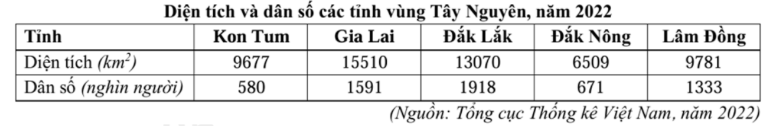 Diện tích và dân số các tỉnh vùng Tây Nguyên, năm 2022
Tỉnh Kon Tum Gia Lai Đắk Lắk Đắk Nông Lâm Đồng
Diện tích (km²) 9677 15510 13070 6509 9781
Dân số (nghìn người) 580 1591 1918 671 1333
(Nguồn: Tổng cục Thống kê Việt Nam, năm 2022)